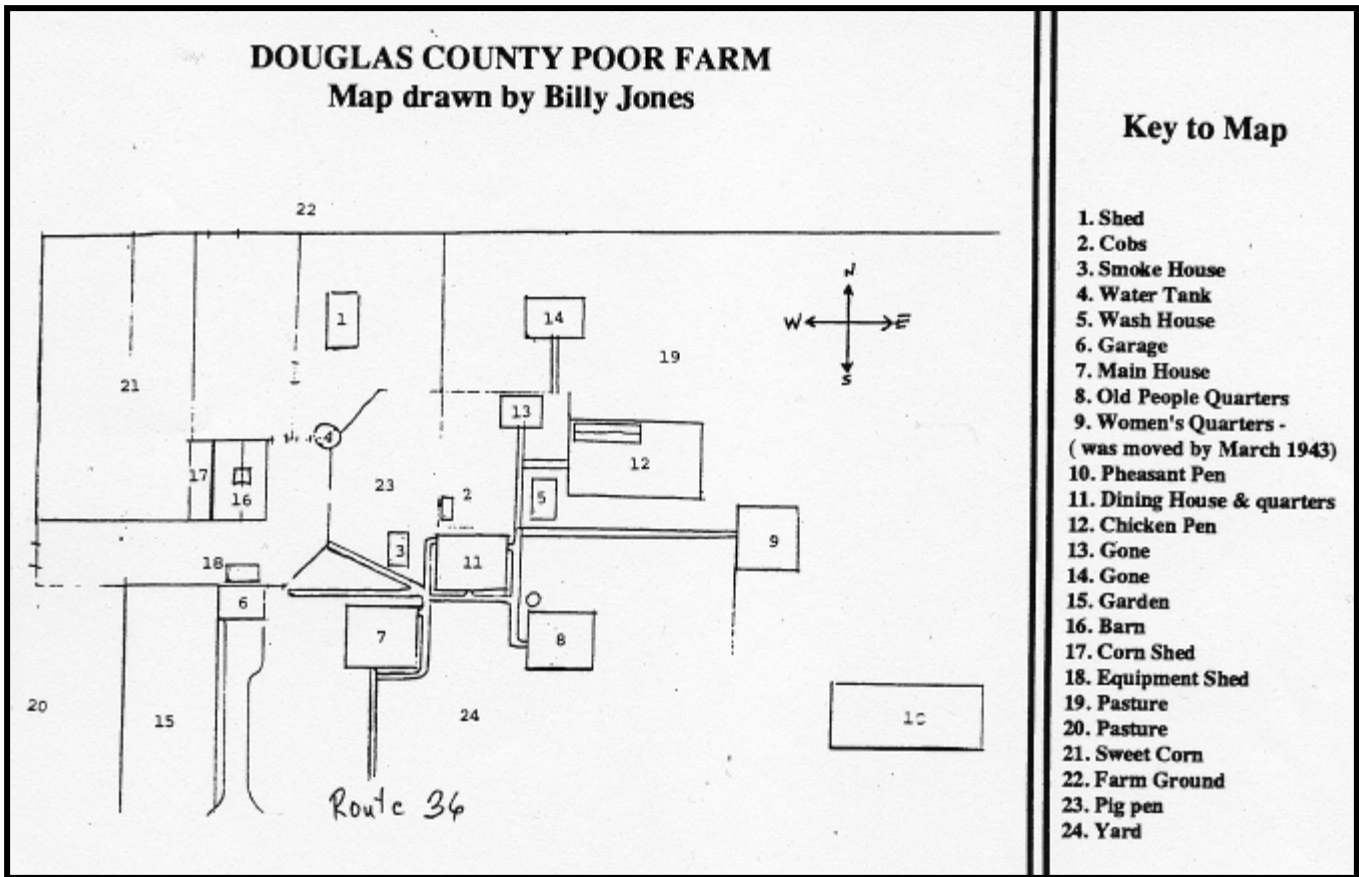 DOUGLAS COUNTY POOR FARM
Map drawn by Billy Jones
22
N
W E
S
1
14
19
21
13
4
12
17
16
23
2
5
3
11
9
18
6
7
8
20
15
24
10
Route 36
Key to Map
1. Shed
2. Cobs
3. Smoke House
4. Water Tank
5. Wash House
6. Garage
7. Main House
8. Old People Quarters
9. Women's Quarters -
( was moved by March 1943)
10. Pheasant Pen
11. Dining House & quarters
12. Chicken Pen
13. Gone
14. Gone
15. Garden
16. Barn
17. Corn Shed
18. Equipment Shed
19. Pasture
20. Pasture
21. Sweet Corn
22. Farm Ground
23. Pig pen
24. Yard